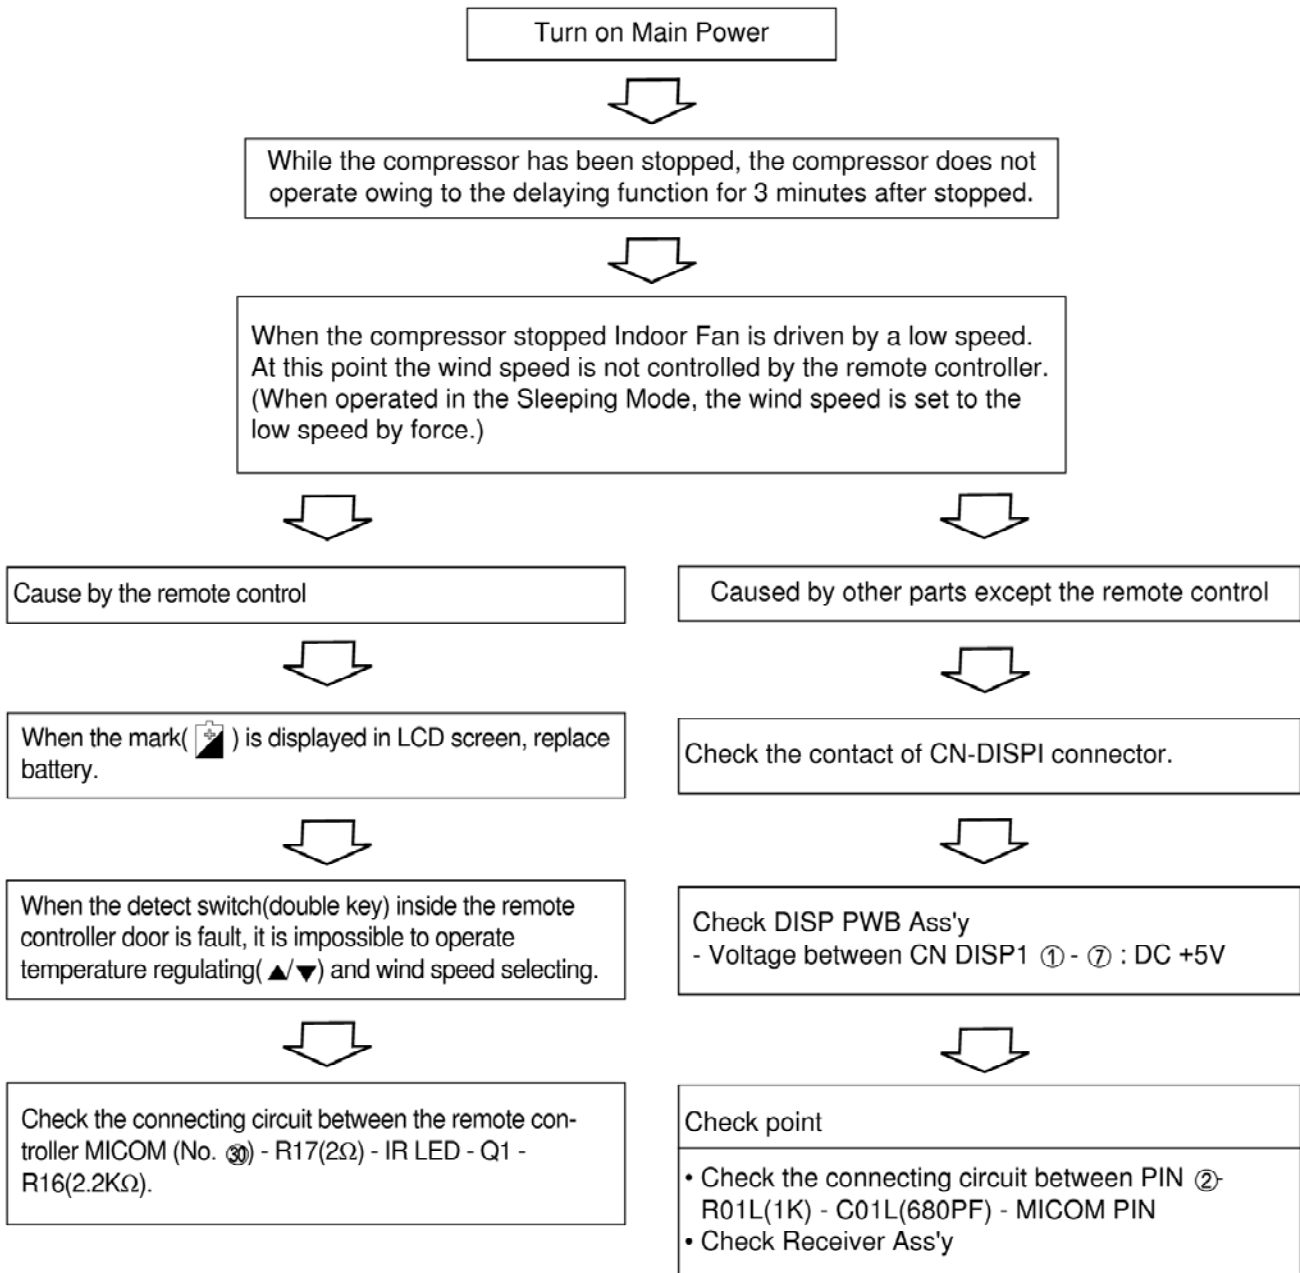 Turn on Main Power
While the compressor has been stopped, the compressor does not
operate owing to the delaying function for 3 minutes after stopped.
When the compressor stopped Indoor Fan is driven by a low speed.
At this point the wind speed is not controlled by the remote controller.
(When operated in the Sleeping Mode, the wind speed is set to the
low speed by force.)
Cause by the remote control
When the mark( ) is displayed in LCD screen, replace
battery.
When the detect switch(double key) inside the remote
controller door is fault, it is impossible to operate
temperature regulating( ▲/▼) and wind speed selecting.
Check the connecting circuit between the remote con-
troller MICOM (No. ㉚) - R17(2Ω) - IR LED - Q1 -
R16(2.2KΩ).
Caused by other parts except the remote control
Check the contact of CN-DISPI connector.
Check DISP PWB Ass'y
- Voltage between CN DISP1 ① - ⑦ : DC +5V
Check point
• Check the connecting circuit between PIN ②-
R01L(1K) - C01L(680PF) - MICOM PIN
• Check Receiver Ass'y